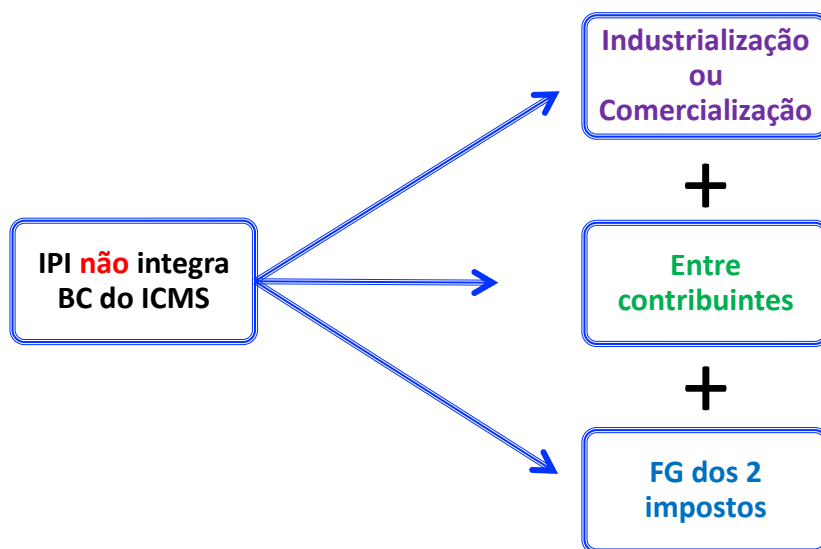 IPI não integra
BC do ICMS
Industrialização
ou
Comercialização
+
Entre
contribuintes
+
FG dos 2
impostos